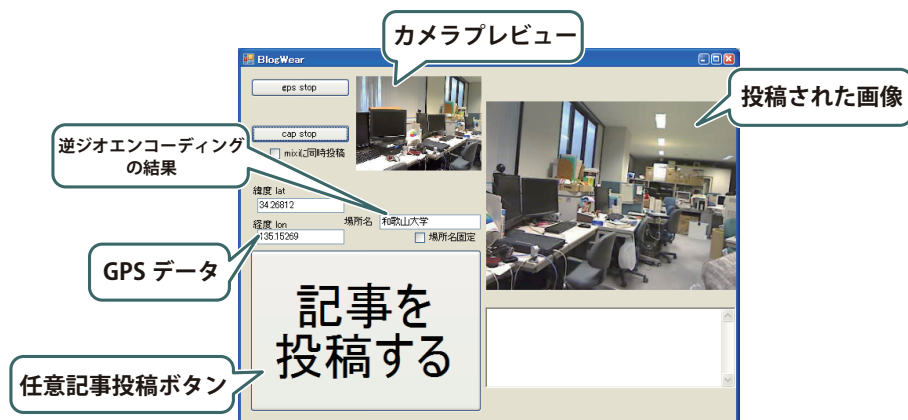 カメラプレビュー
BlogWear
gps stop
投稿された画像
cap stop
mixiに同時投稿
逆ジオエンコーディング
の結果
緯度 lat
34.26812
場所名 和歌山大学
経度 lon
135.15269
場所名固定
GPS データ
記事を
投稿する
任意記事投稿ボタン